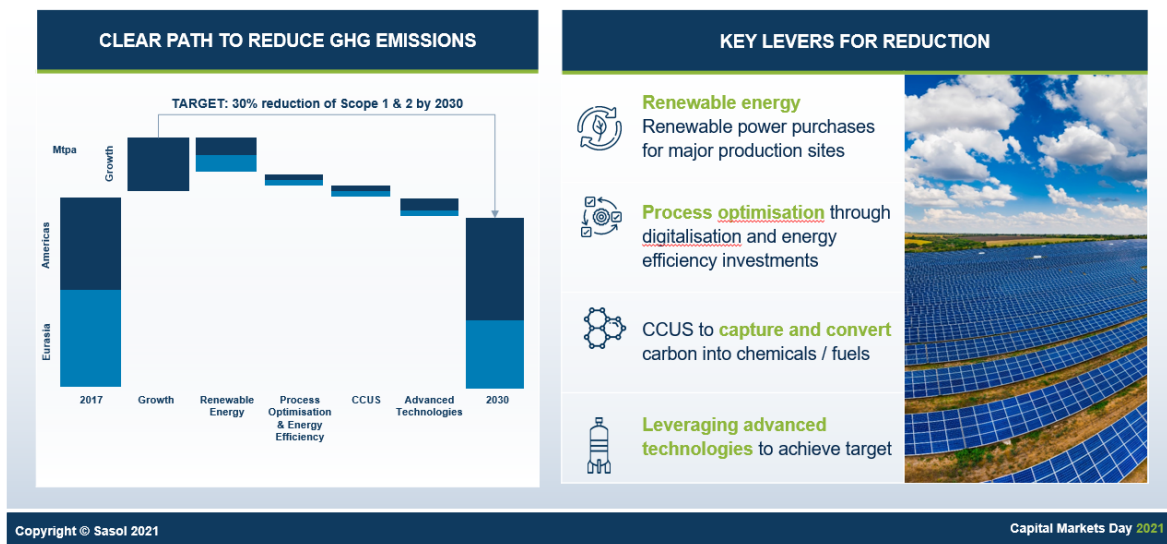 CLEAR PATH TO REDUCE GHG EMISSIONS
TARGET: 30% reduction of Scope 1 & 2 by 2030
Mtpa
Growth
Americas
Eurasia
2017
Growth
Renewable
Energy
Process
Optimisation
& Energy
Efficiency
CCUS
Advanced
Technologies
2030
KEY LEVERS FOR REDUCTION
Renewable energy
Renewable power purchases
for major production sites
Process optimisation through
digitalisation and energy
efficiency investments
CCUS to capture and convert
carbon into chemicals / fuels
Leveraging advanced
technologies to achieve target
Copyright © Sasol 2021
Capital Markets Day 2021